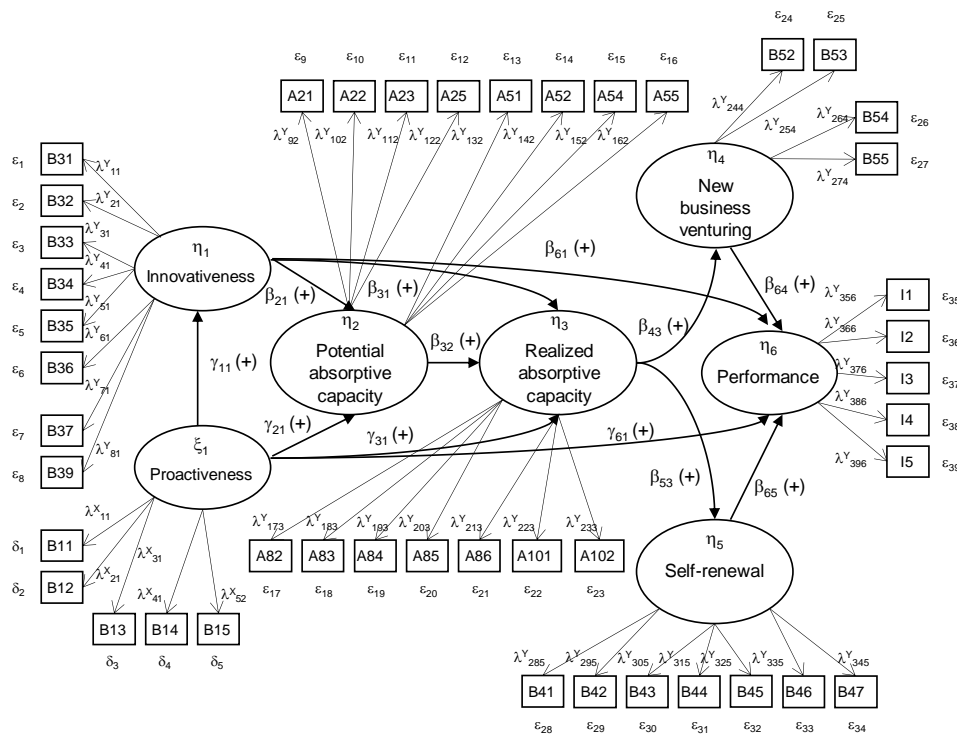 ε24 ε25
B52 B53
ε9 ε10 ε11 ε12 ε13 ε14 ε15 ε16
A21 A22 A23 A25 A51 A52 A54 A55
λY92 λY102 λY112 λY122 λY132 λY142 λY152 λY162
λY244 λY254 λY264 λY274
B54 ε26
B55 ε27
η4
New
business
venturing
ε1 B31 λY11
ε2 B32 λY21
ε3 B33 λY31
ε4 B34 λY41
ε5 B35 λY51
ε6 B36 λY61
λY71
ε7 B37
ε8 B39 λY81
η1
Innovativeness
β21 (+)
β31 (+)
β61 (+)
β64 (+)
γ11 (+)
η2
Potential
absorptive
capacity
β32 (+)
η3
Realized
absorptive
capacity
β43 (+)
η6
Performance
λY356 I1 ε35
λY366 I2 ε36
λY376 I3 ε37
λY386 I4 ε38
λY396 I5 ε39
γ21 (+)
γ31 (+)
γ61 (+)
ξ1
Proactiveness
β53 (+)
β65 (+)
λX11
δ1 B11
λX21
δ2 B12
λX31 λX41 λX52
B13 B14 B15
δ3 δ4 δ5
λY173 λY183 λY193 λY203 λY213 λY223 λY233
A82 A83 A84 A85 A86 A101 A102
ε17 ε18 ε19 ε20 ε21 ε22 ε23
η5
Self-renewal
λY285 λY295 λY305 λY315 λY325 λY335 λY345
B41 B42 B43 B44 B45 B46 B47
ε28 ε29 ε30 ε31 ε32 ε33 ε34